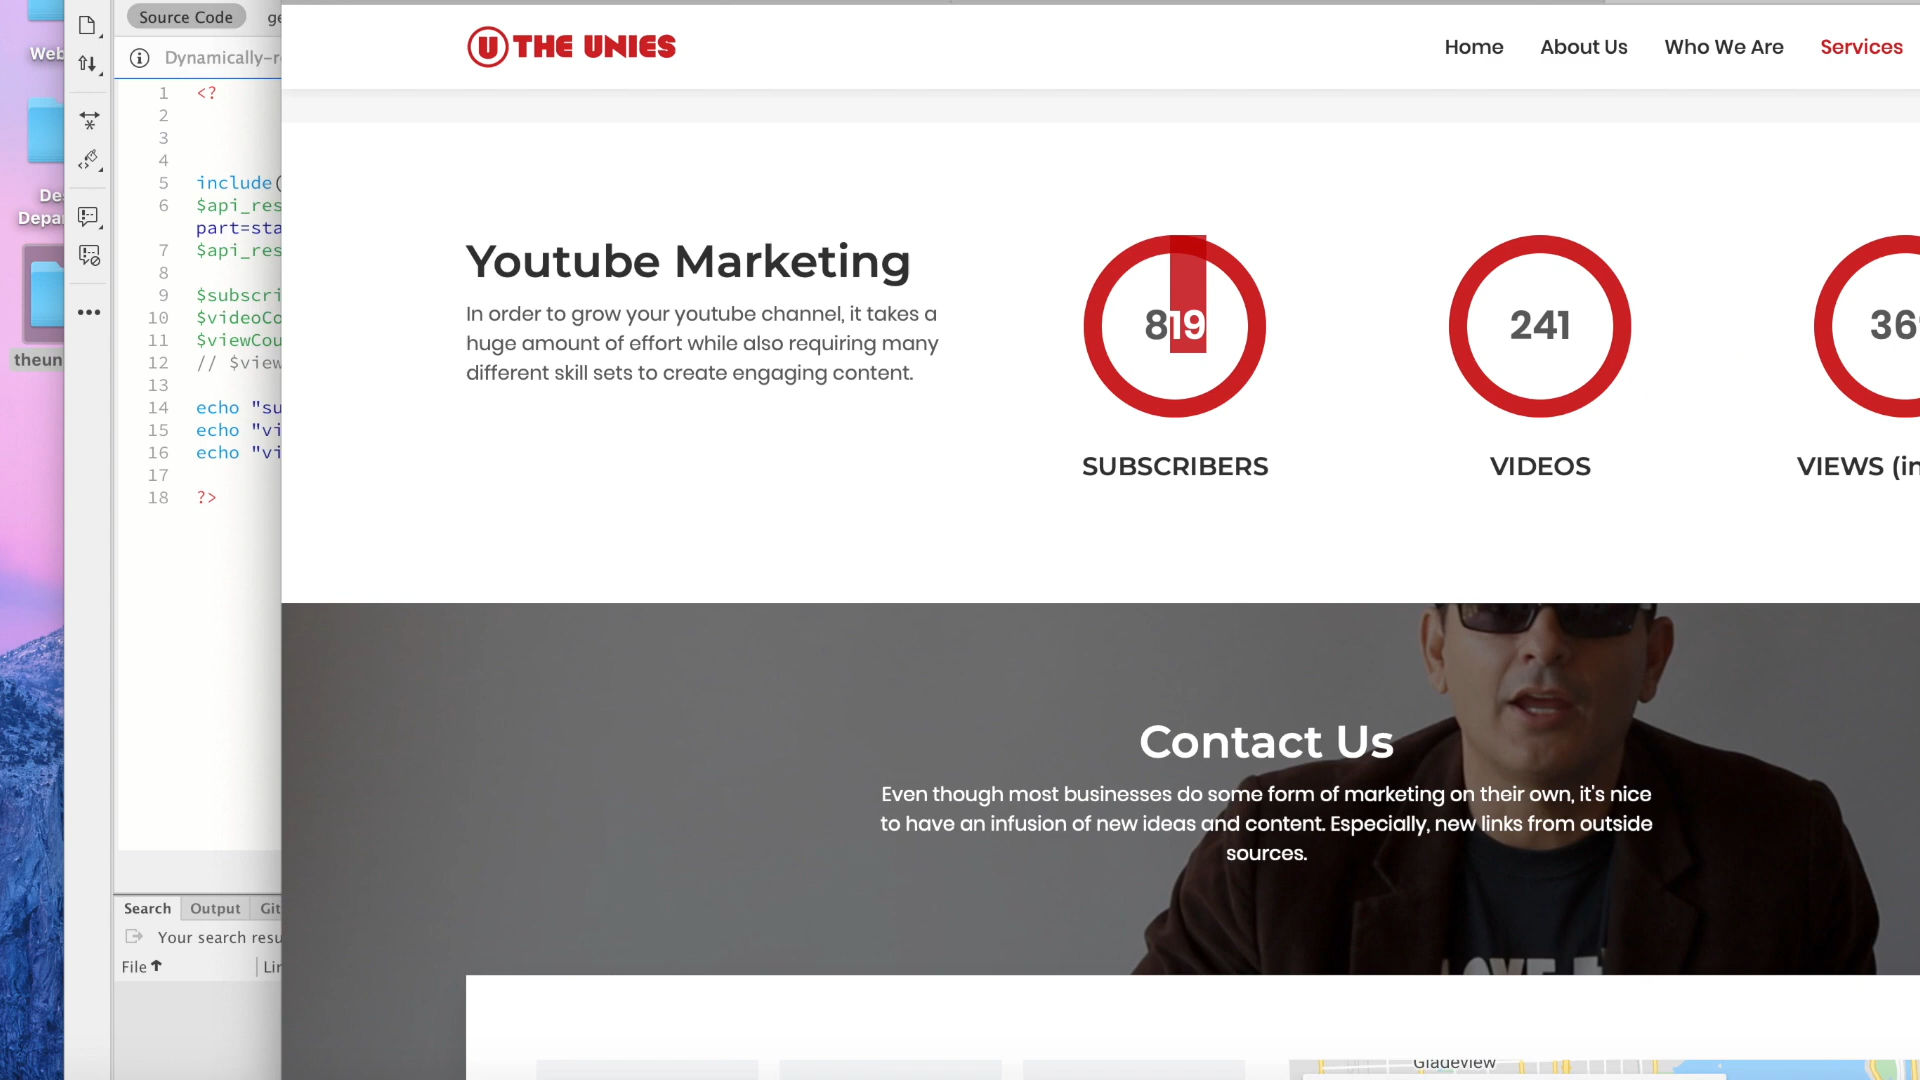 Web
De
Depa
theun
Source Code
ge
Dynamically-r
1 <?
2
3
4
5 include(
6 $api_res
part=sta
7 $api_res
8
9 $subscri
10 $videoCo
11 $viewCou
12 // $view
13
14 echo "su
15 echo "vi
16 echo "vi
17
18 ?>
Search Output Git
Your search resu
File Lin
U THE UNIES
Home About Us Who We Are Services
Youtube Marketing
In order to grow your youtube channel, it takes a
huge amount of effort while also requiring many
different skill sets to create engaging content.
819
SUBSCRIBERS
241
VIDEOS
36
VIEWS (in
Contact Us
Even though most businesses do some form of marketing on their own, it's nice
to have an infusion of new ideas and content. Especially, new links from outside
sources.
Gladeview